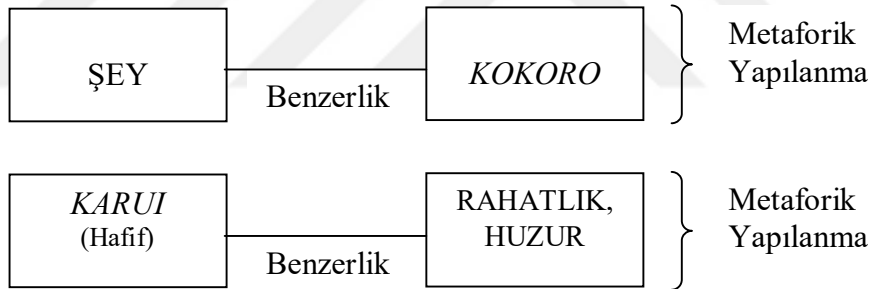 ŞEY
Benzerlik
KOKORO
Metaforik
Yapılanma
KARUI
(Hafif)
Benzerlik
RAHATLIK,
HUZUR
Metaforik
Yapılanma